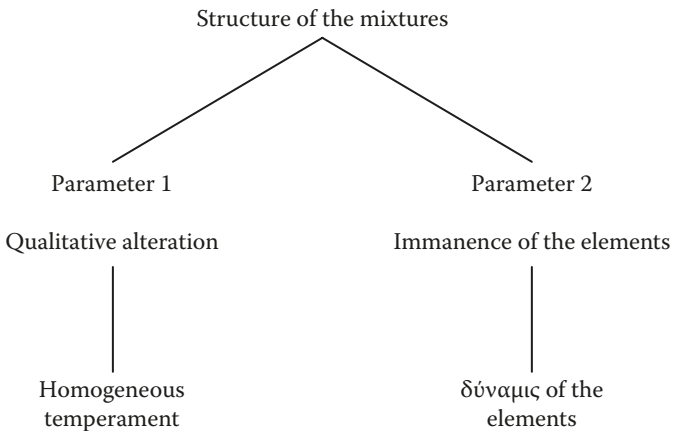 Structure of the mixtures
Parameter 1
Parameter 2
Qualitative alteration
Immanence of the elements
Homogeneous
temperament
δύναμις of the
elements